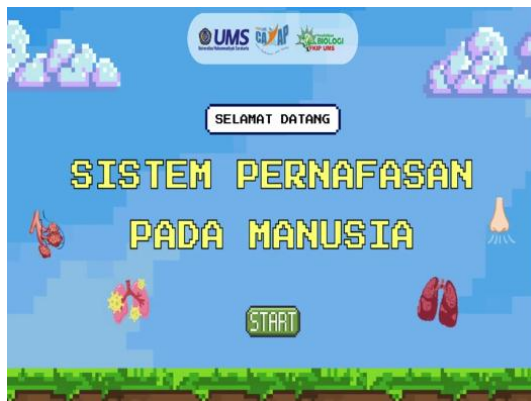 UMS
SELAMAT DATANG
SISTEM PERNAFASAN
PADA MANUSIA
START